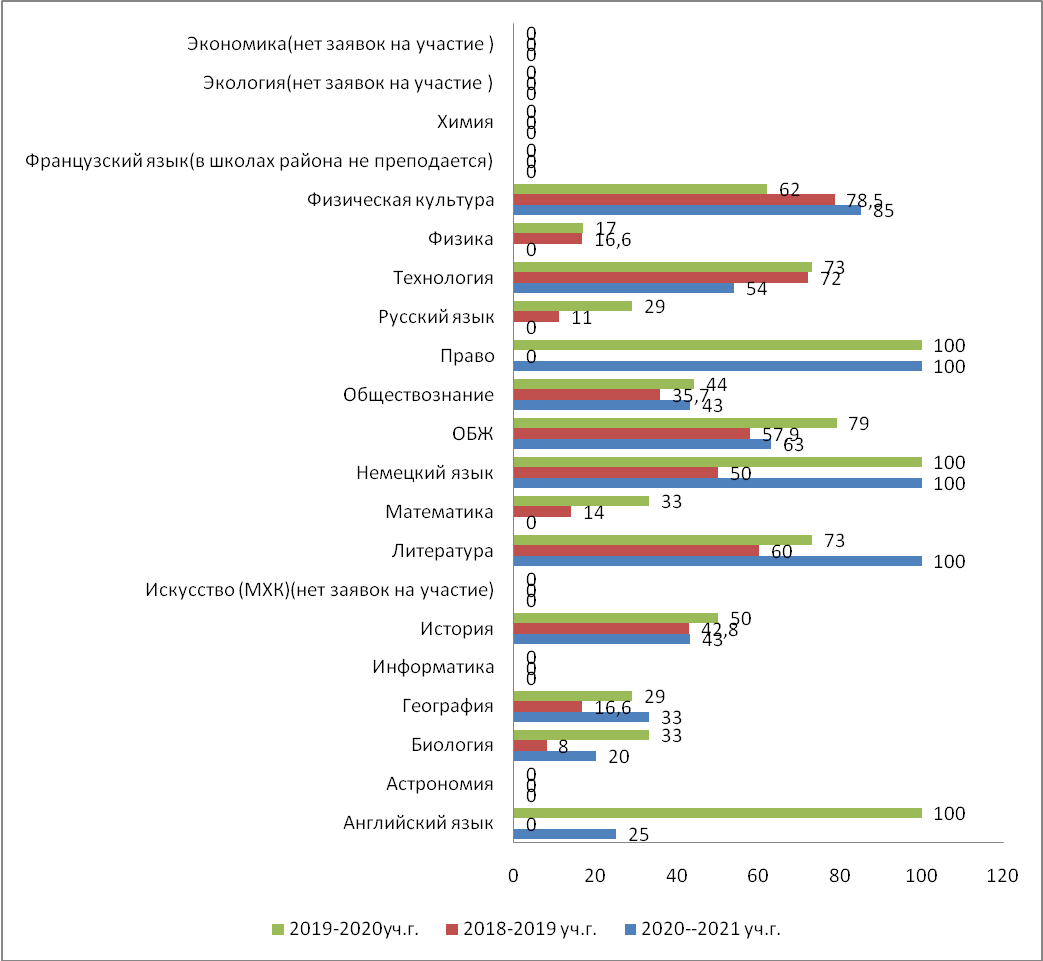 Экономика(нет заявок на участие )
0
0
0
Экология(нет заявок на участие )
0
0
0
Химия
0
0
0
Французский язык(в школах района не преподается)
0
0
0
Физическая культура
62
78,5
85
Физика
17
16,6
0
Технология
73
72
54
Русский язык
29
11
0
Право
100
0
100
Обществознание
44
35,7
43
ОБЖ
79
57,9
63
Немецкий язык
100
50
100
Математика
33
14
0
Литература
73
60
100
Искусство (МХК)(нет заявок на участие)
0
0
0
История
50
42,8
43
Информатика
0
0
0
География
29
16,6
33
Биология
33
8
20
Астрономия
0
0
0
Английский язык
100
0
25
0 20 40 60 80 100 120
2019-2020уч.г. 2018-2019 уч.г. 2020--2021 уч.г.